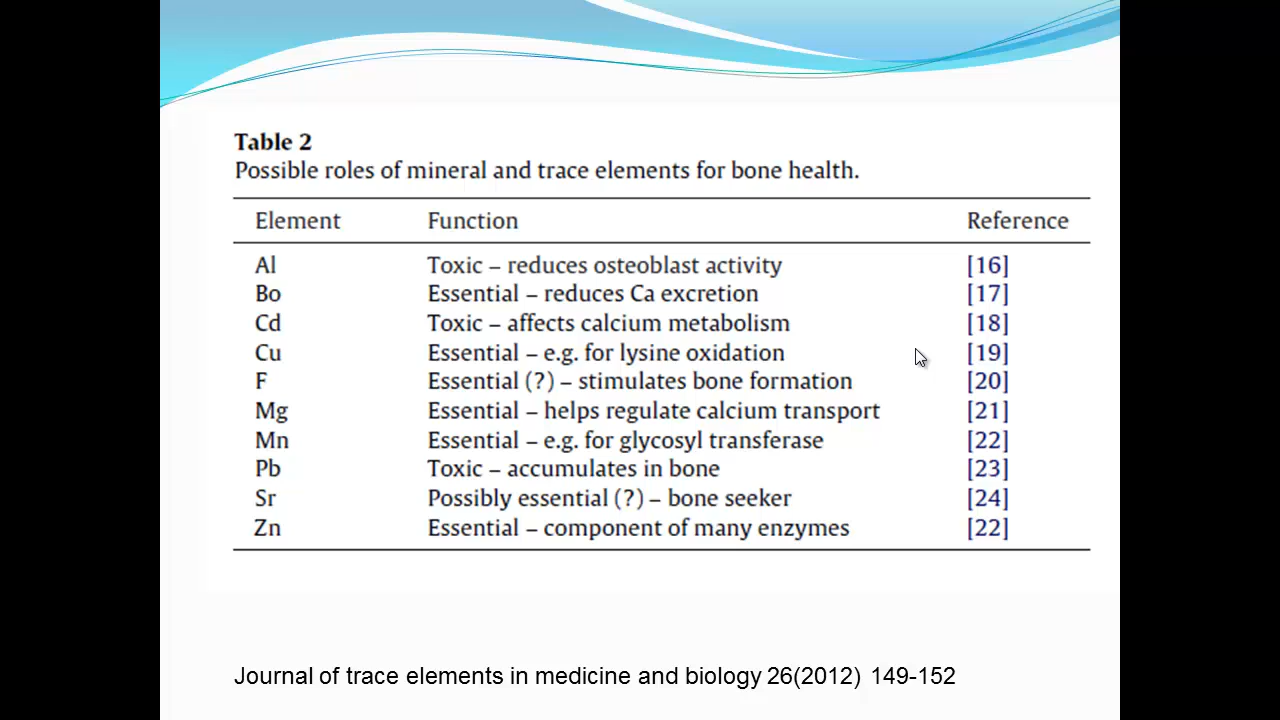 Table 2
Possible roles of mineral and trace elements for bone health.
Element Function Reference
Al Toxic – reduces osteoblast activity [16]
Bo Essential – reduces Ca excretion [17]
Cd Toxic – affects calcium metabolism [18]
Cu Essential – e.g. for lysine oxidation [19]
F Essential (?) – stimulates bone formation [20]
Mg Essential – helps regulate calcium transport [21]
Mn Essential – e.g. for glycosyl transferase [22]
Pb Toxic – accumulates in bone [23]
Sr Possibly essential (?) – bone seeker [24]
Zn Essential – component of many enzymes [22]
Journal of trace elements in medicine and biology 26(2012) 149-152